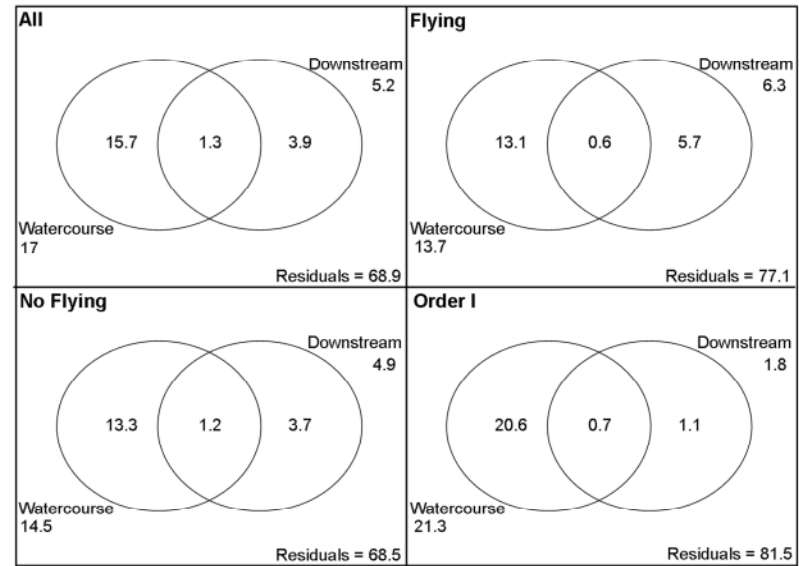 All
Downstream
5.2
15.7 1.3 3.9
Watercourse
17
Residuals = 68.9
Flying
Downstream
6.3
13.1 0.6 5.7
Watercourse
13.7
Residuals = 77.1
No Flying
Downstream
4.9
13.3 1.2 3.7
Watercourse
14.5
Residuals = 68.5
Order I
Downstream
1.8
20.6 0.7 1.1
Watercourse
21.3
Residuals = 81.5